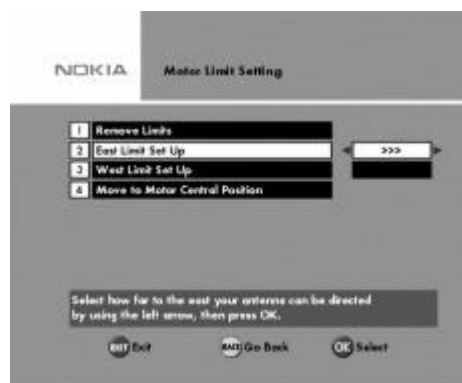 NOKIA
Motor Limit Setting
1 Remove Limits
2 East Limit Set Up >>>
3 West Limit Set Up
4 Move to Motor Central Position
Select how far to the east your antenna can be directed
by using the left arrow, then press OK.
EXIT Exit BACK Go Back OK Select